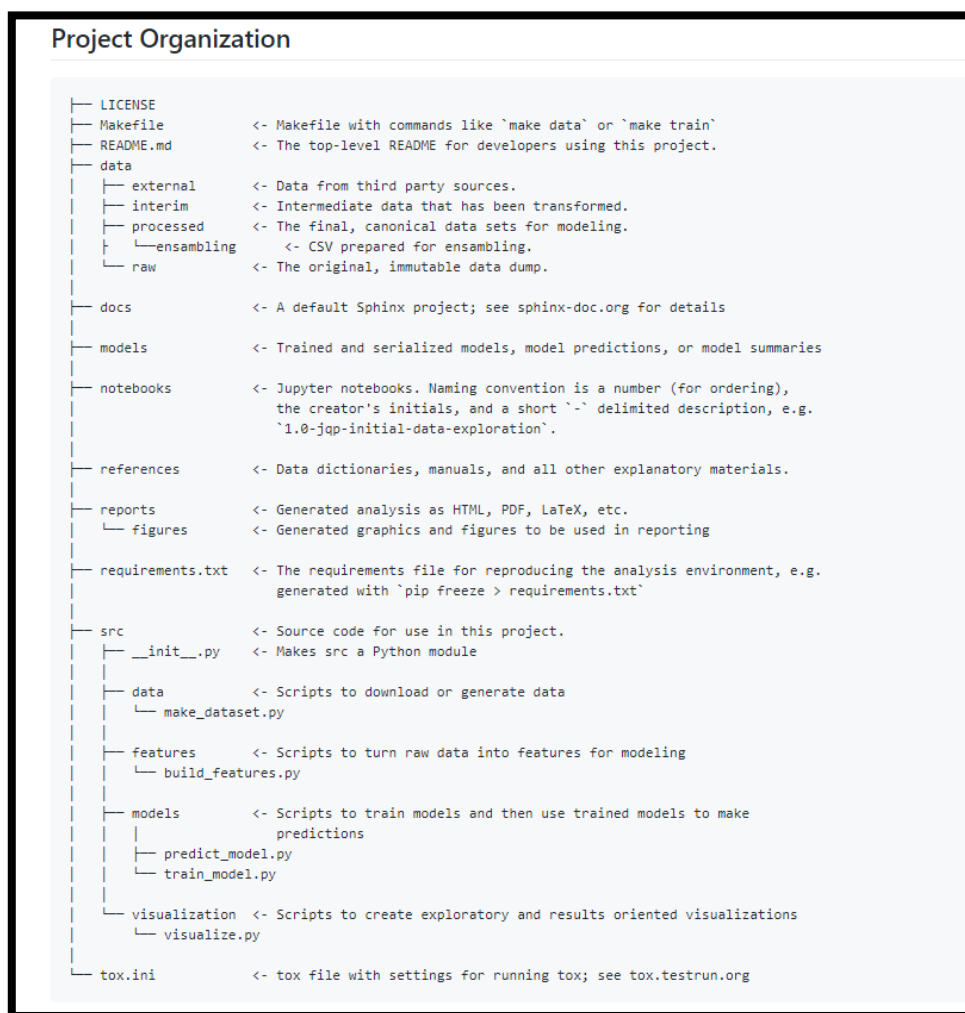 Project Organization
├── LICENSE
├── Makefile           <- Makefile with commands like `make data` or `make train`
├── README.md          <- The top-level README for developers using this project.
├── data
│   ├── external       <- Data from third party sources.
│   ├── interim        <- Intermediate data that has been transformed.
│   ├── processed      <- The final, canonical data sets for modeling.
│   ├   └──ensambling      <- CSV prepared for ensambling.
│   └── raw            <- The original, immutable data dump.
│
├── docs               <- A default Sphinx project; see sphinx-doc.org for details
│
├── models             <- Trained and serialized models, model predictions, or model summaries
│
├── notebooks          <- Jupyter notebooks. Naming convention is a number (for ordering),
│                         the creator's initials, and a short `-` delimited description, e.g.
│                         `1.0-jqp-initial-data-exploration`.
│
├── references         <- Data dictionaries, manuals, and all other explanatory materials.
│
├── reports            <- Generated analysis as HTML, PDF, LaTeX, etc.
│   └── figures        <- Generated graphics and figures to be used in reporting
│
├── requirements.txt   <- The requirements file for reproducing the analysis environment, e.g.
│                         generated with `pip freeze > requirements.txt`
│
├── src                <- Source code for use in this project.
│   ├── __init__.py    <- Makes src a Python module
│   │
│   ├── data           <- Scripts to download or generate data
│   │   └── make_dataset.py
│   │
│   ├── features       <- Scripts to turn raw data into features for modeling
│   │   └── build_features.py
│   │
│   ├── models         <- Scripts to train models and then use trained models to make
│   │   │                 predictions
│   │   ├── predict_model.py
│   │   └── train_model.py
│   │
│   └── visualization  <- Scripts to create exploratory and results oriented visualizations
│       └── visualize.py
│
└── tox.ini            <- tox file with settings for running tox; see tox.testrun.org